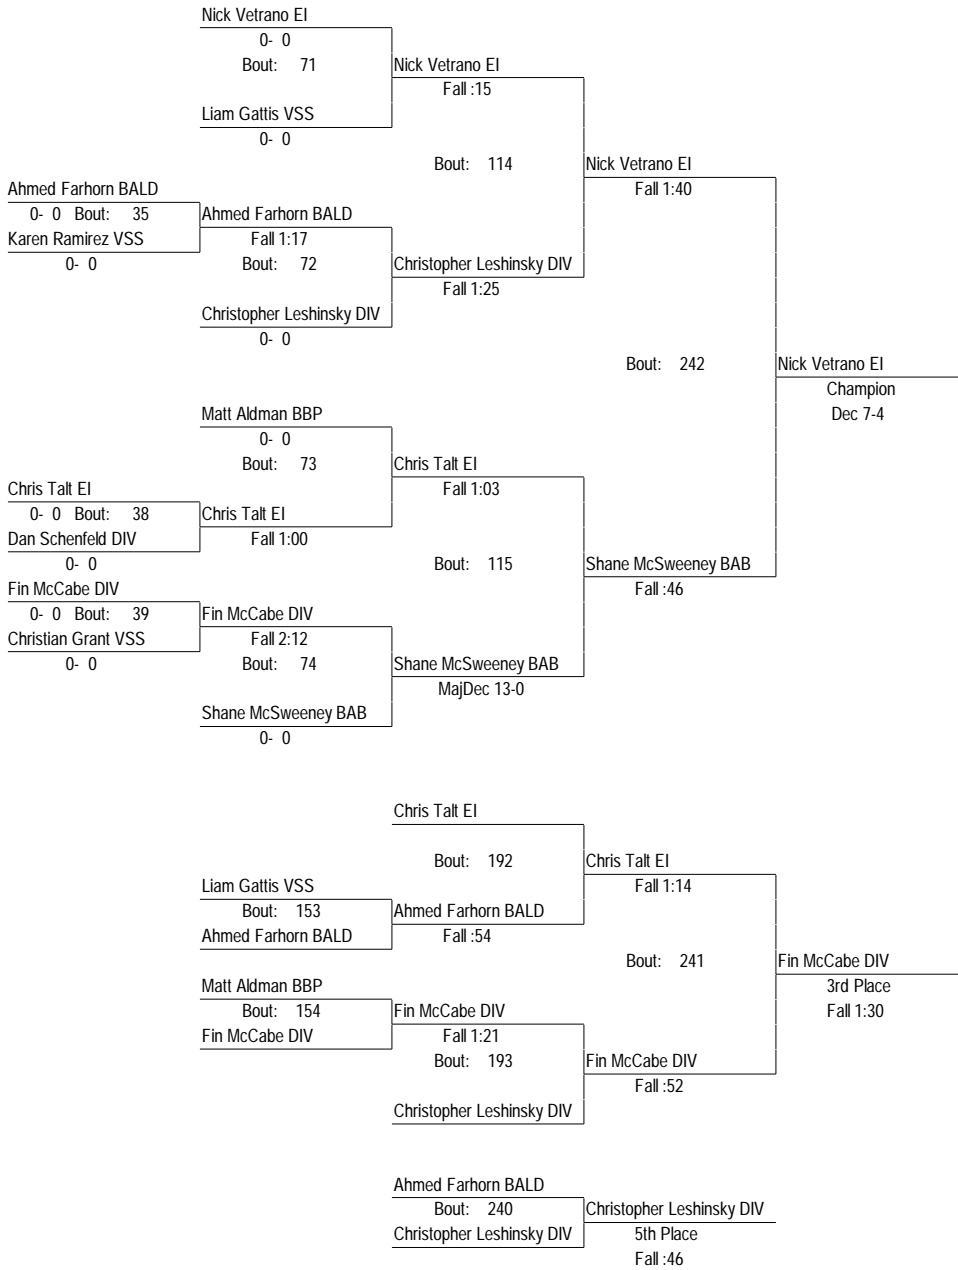 Nick Vetrano EI
0- 0
Bout: 71
Nick Vetrano EI
Fall :15
Liam Gattis VSS
0- 0
Bout: 114
Nick Vetrano EI
Fall 1:40
Ahmed Farhorn BALD
0- 0 Bout: 35
Ahmed Farhorn BALD
Karen Ramirez VSS
Fall 1:17
0- 0
Bout: 72
Christopher Leshinsky DIV
Fall 1:25
Christopher Leshinsky DIV
0- 0
Bout: 242
Nick Vetrano EI
Champion
Dec 7-4
Matt Aldman BBP
0- 0
Bout: 73
Chris Talt EI
Fall 1:03
Chris Talt EI
0- 0 Bout: 38
Chris Talt EI
Dan Schenfeld DIV
Fall 1:00
0- 0
Bout: 115
Shane McSweeney BAB
Fall :46
Fin McCabe DIV
0- 0 Bout: 39
Fin McCabe DIV
Christian Grant VSS
Fall 2:12
0- 0
Bout: 74
Shane McSweeney BAB
MajDec 13-0
Shane McSweeney BAB
0- 0
Chris Talt EI
Bout: 192
Chris Talt EI
Fall 1:14
Liam Gattis VSS
Bout: 153
Ahmed Farhorn BALD
Ahmed Farhorn BALD
Fall :54
Bout: 241
Fin McCabe DIV
3rd Place
Fall 1:30
Matt Aldman BBP
Bout: 154
Fin McCabe DIV
Fin McCabe DIV
Fall 1:21
Bout: 193
Fin McCabe DIV
Fall :52
Christopher Leshinsky DIV
Ahmed Farhorn BALD
Bout: 240
Christopher Leshinsky DIV
Christopher Leshinsky DIV
5th Place
Fall :46